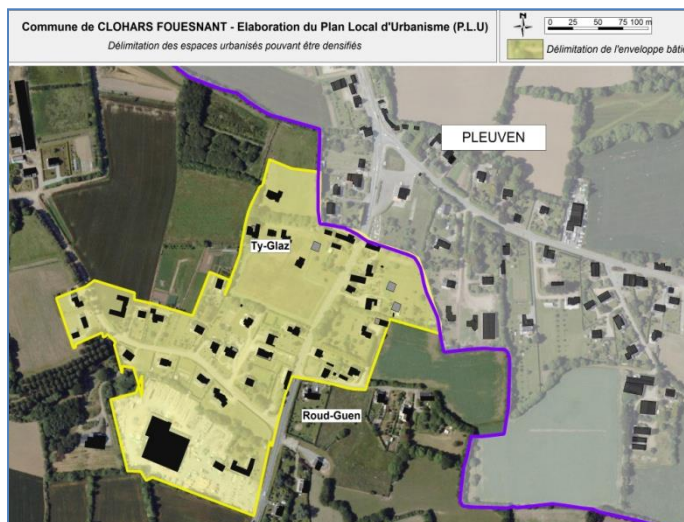 Commune de CLOHARS FOUESNANT - Elaboration du Plan Local d'Urbanisme (P.L.U)
Délimitation des espaces urbanisés pouvant être densifiés
N
0 25 50 75 100 m
Délimitation de l'enveloppe bâtie
PLEUVEN
Ty-Glaz
Roud-Guen